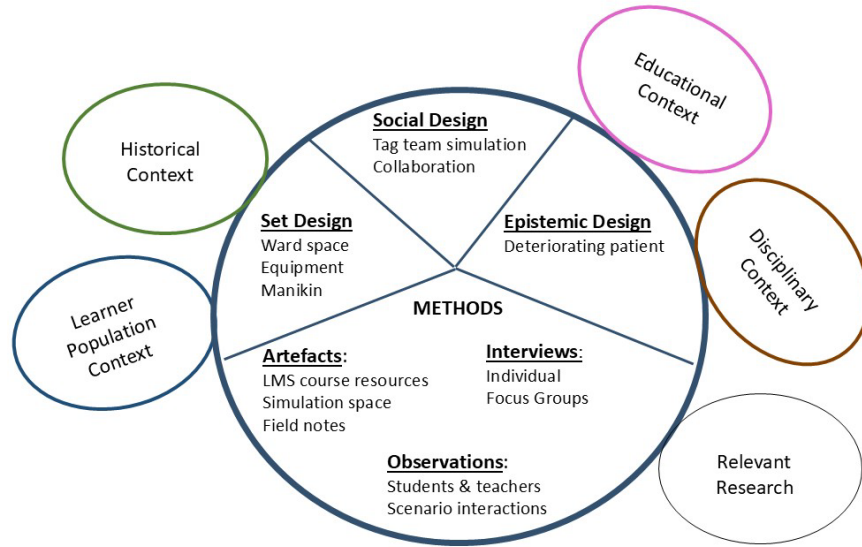 Historical
Context
Learner
Population
Context
Educational
Context
Disciplinary
Context
Relevant
Research
Social Design
Tag team simulation
Collaboration
Set Design
Ward space
Equipment
Manikin
Epistemic Design
Deteriorating patient
METHODS
Artefacts:
LMS course resources
Simulation space
Field notes
Interviews:
Individual
Focus Groups
Observations:
Students & teachers
Scenario interactions